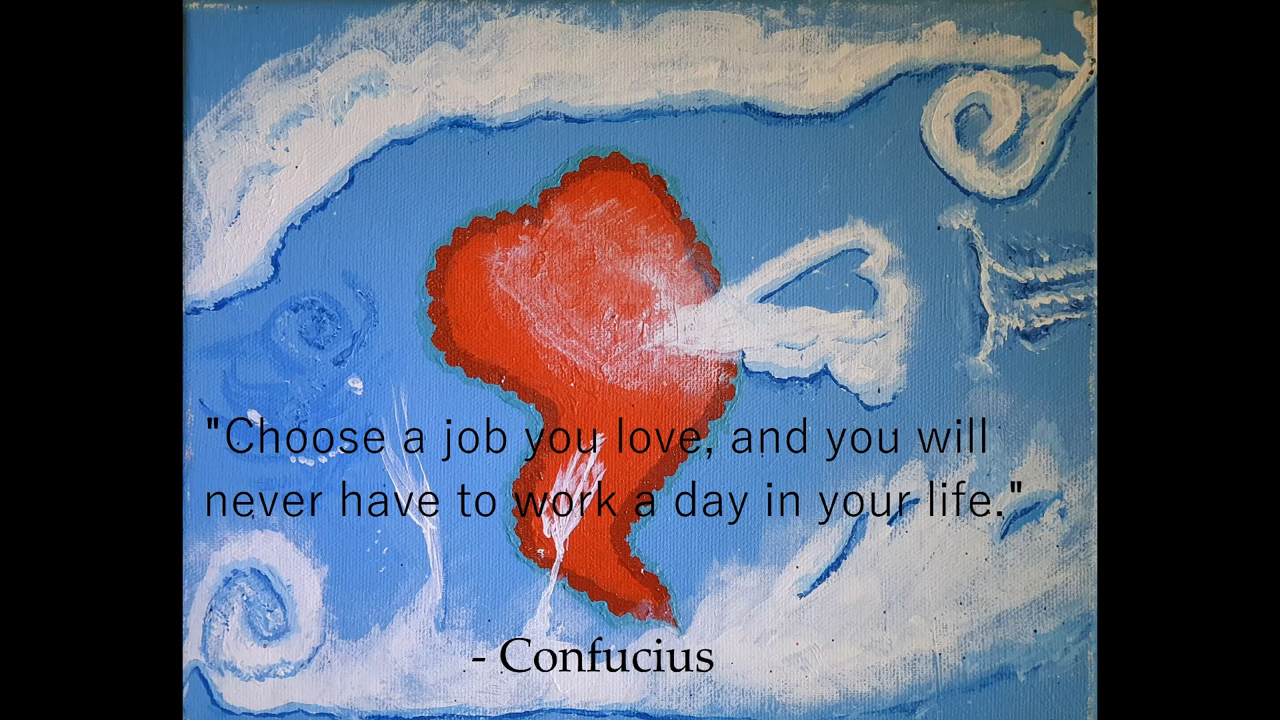 "Choose a job you love, and you will
never have to work a day in your life."
- Confucius